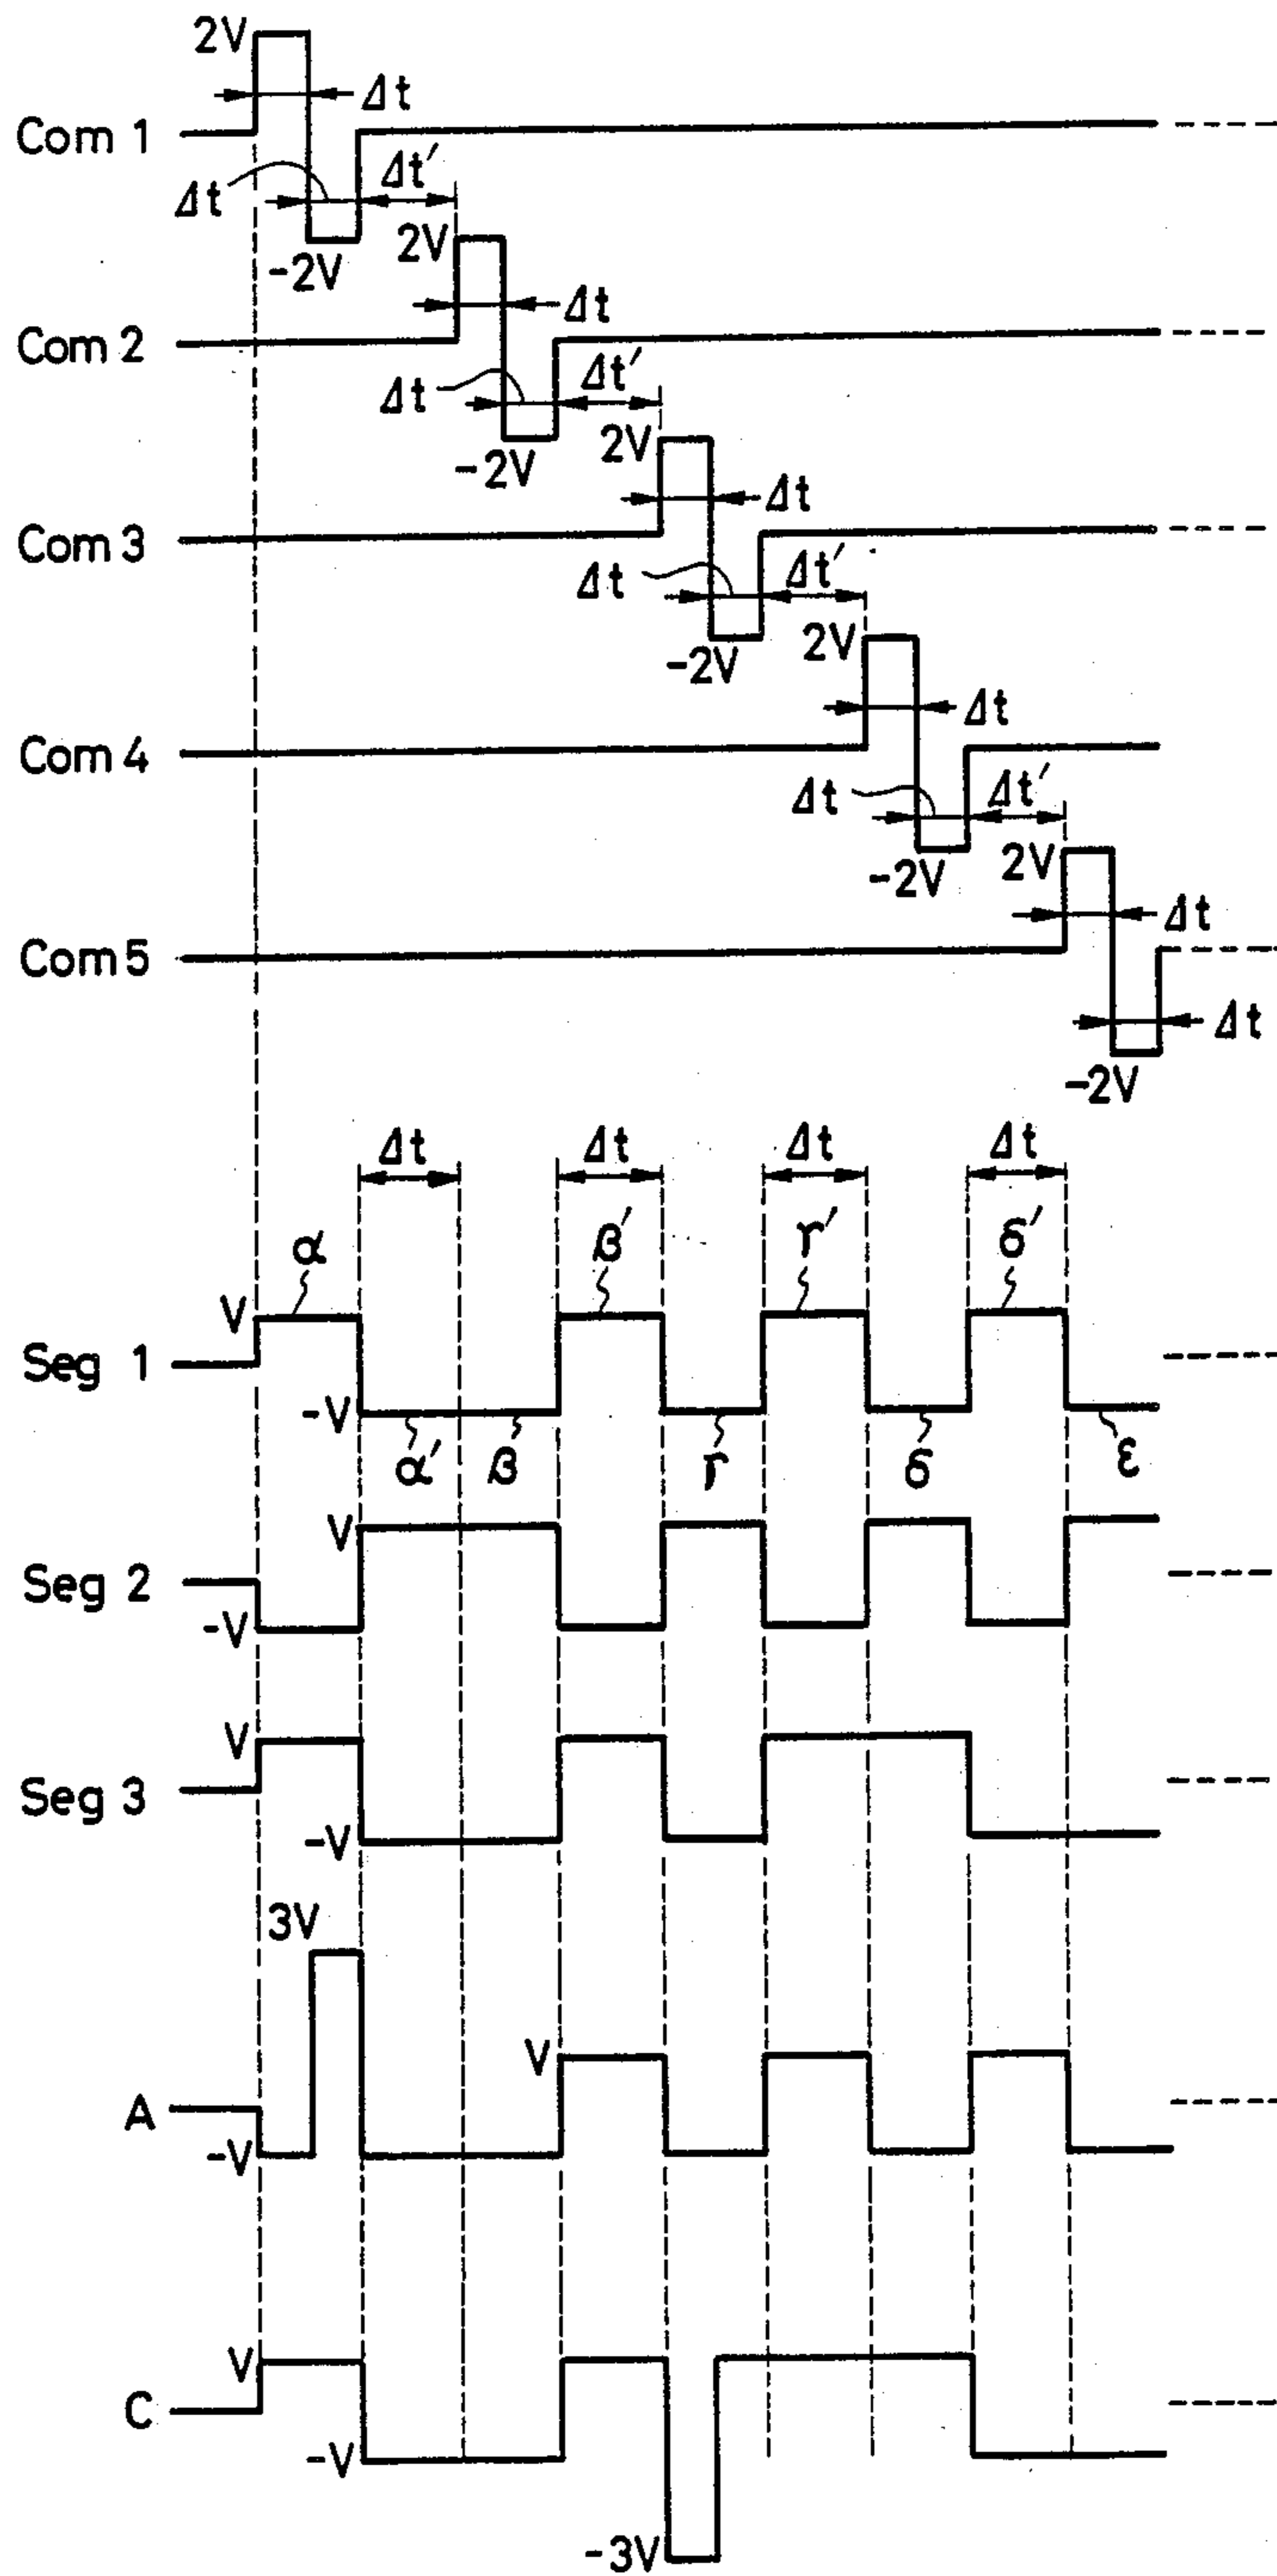 2V
Δt
Com 1
Δt′
Δt
2V
-2V
Δt
Com 2
Δt′
Δt
2V
-2V
Δt
Com 3
Δt′
Δt
2V
-2V
Δt
Com 4
Δt′
Δt
2V
-2V
Δt
Com 5
Δt
-2V
Δt Δt Δt Δt
α β′ γ′ δ′
V
Seg 1
-V
α′ β γ δ ε
V
Seg 2
-V
V
Seg 3
-V
3V
V
A
-V
V
C
-V
-3V